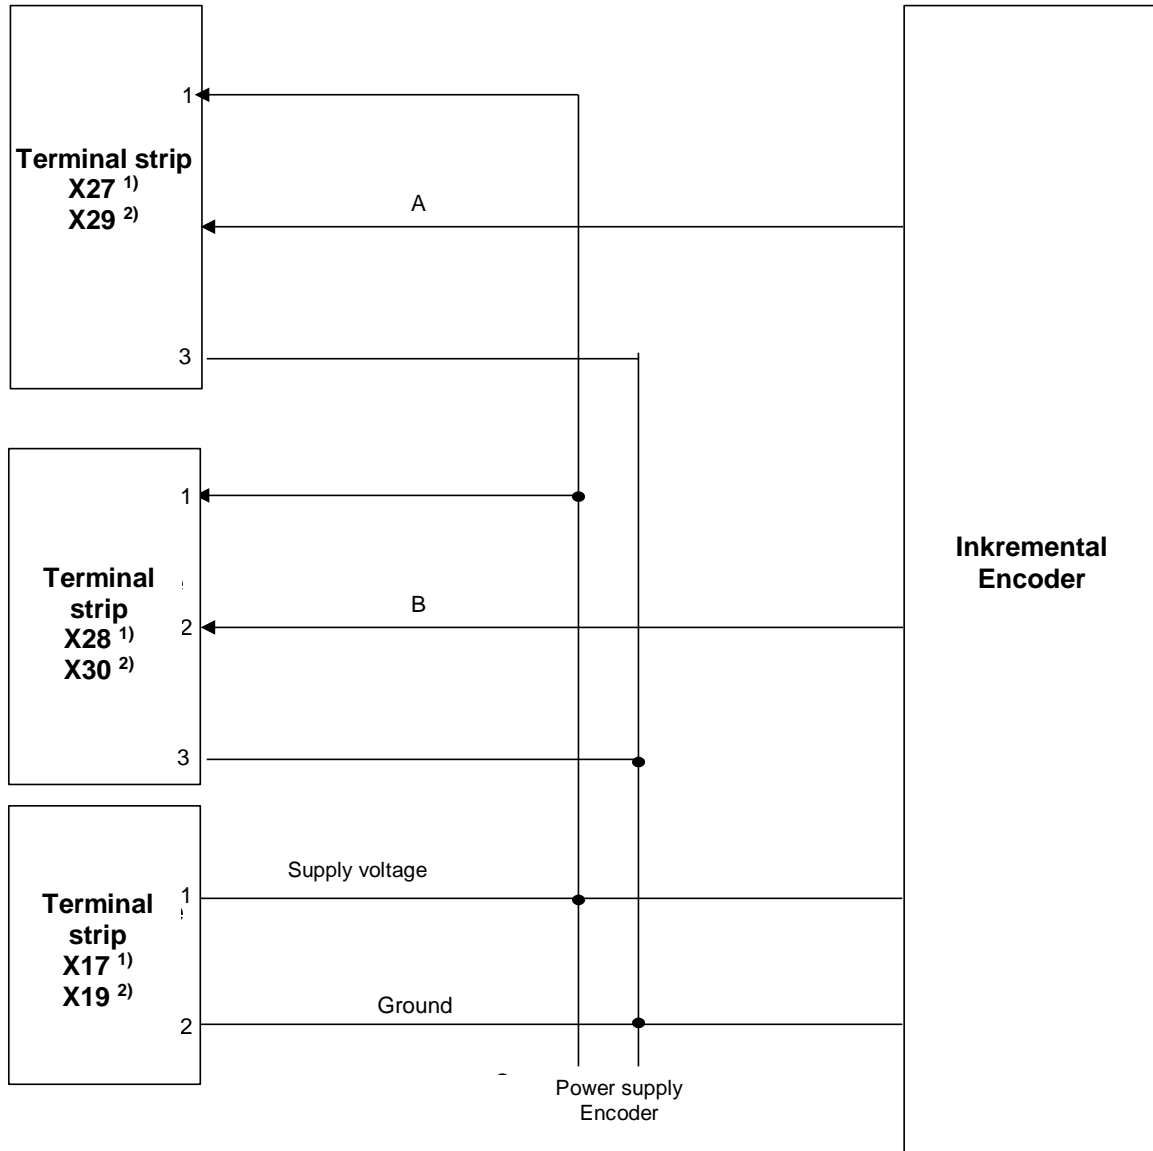 1
Terminal strip
X27 1)
X29 2)
A
3
1
Terminal
strip
X28 1)
X30 2)
B
2
3
Inkremental
Encoder
Supply voltage
1
Terminal
strip
X17 1)
X19 2)
Ground
2
Power supply
Encoder